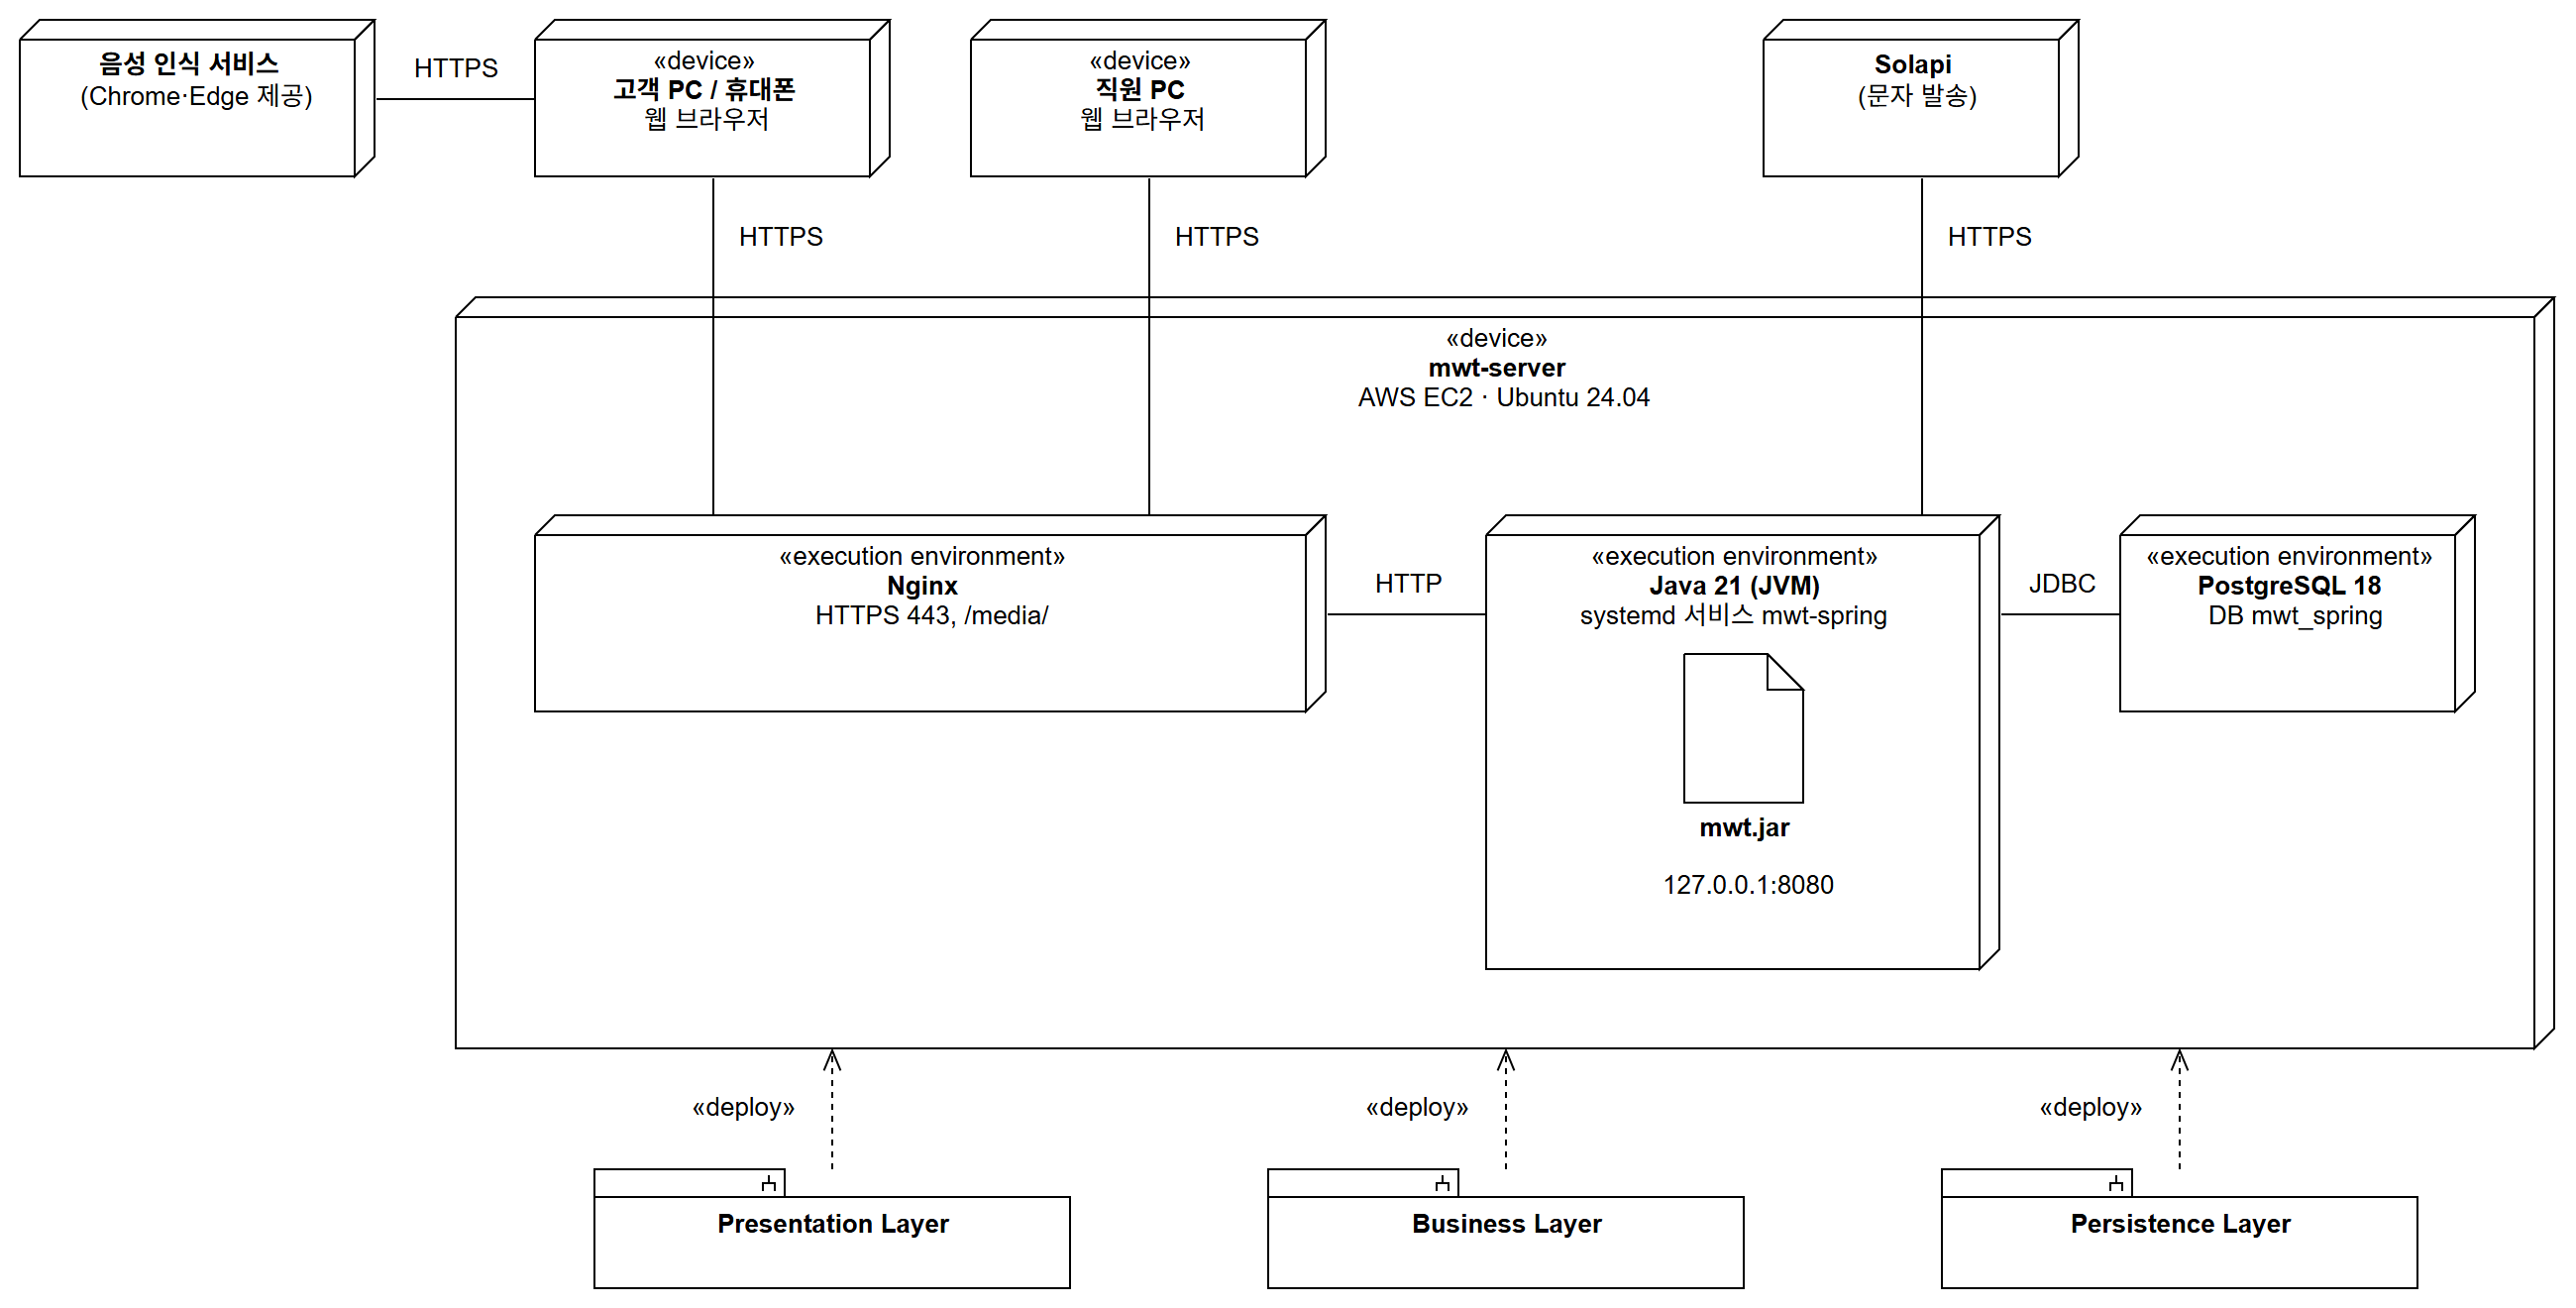 음성 인식 서비스
(Chrome·Edge 제공)
HTTPS
«device»
고객 PC / 휴대폰
웹 브라우저
«device»
직원 PC
웹 브라우저
Solapi
(문자 발송)
HTTPS
HTTPS
HTTPS
«device»
mwt-server
AWS EC2 · Ubuntu 24.04
«execution environment»
Nginx
HTTPS 443, /media/
HTTP
«execution environment»
Java 21 (JVM)
systemd 서비스 mwt-spring
mwt.jar
127.0.0.1:8080
JDBC
«execution environment»
PostgreSQL 18
DB mwt_spring
«deploy»
«deploy»
«deploy»
Presentation Layer
Business Layer
Persistence Layer